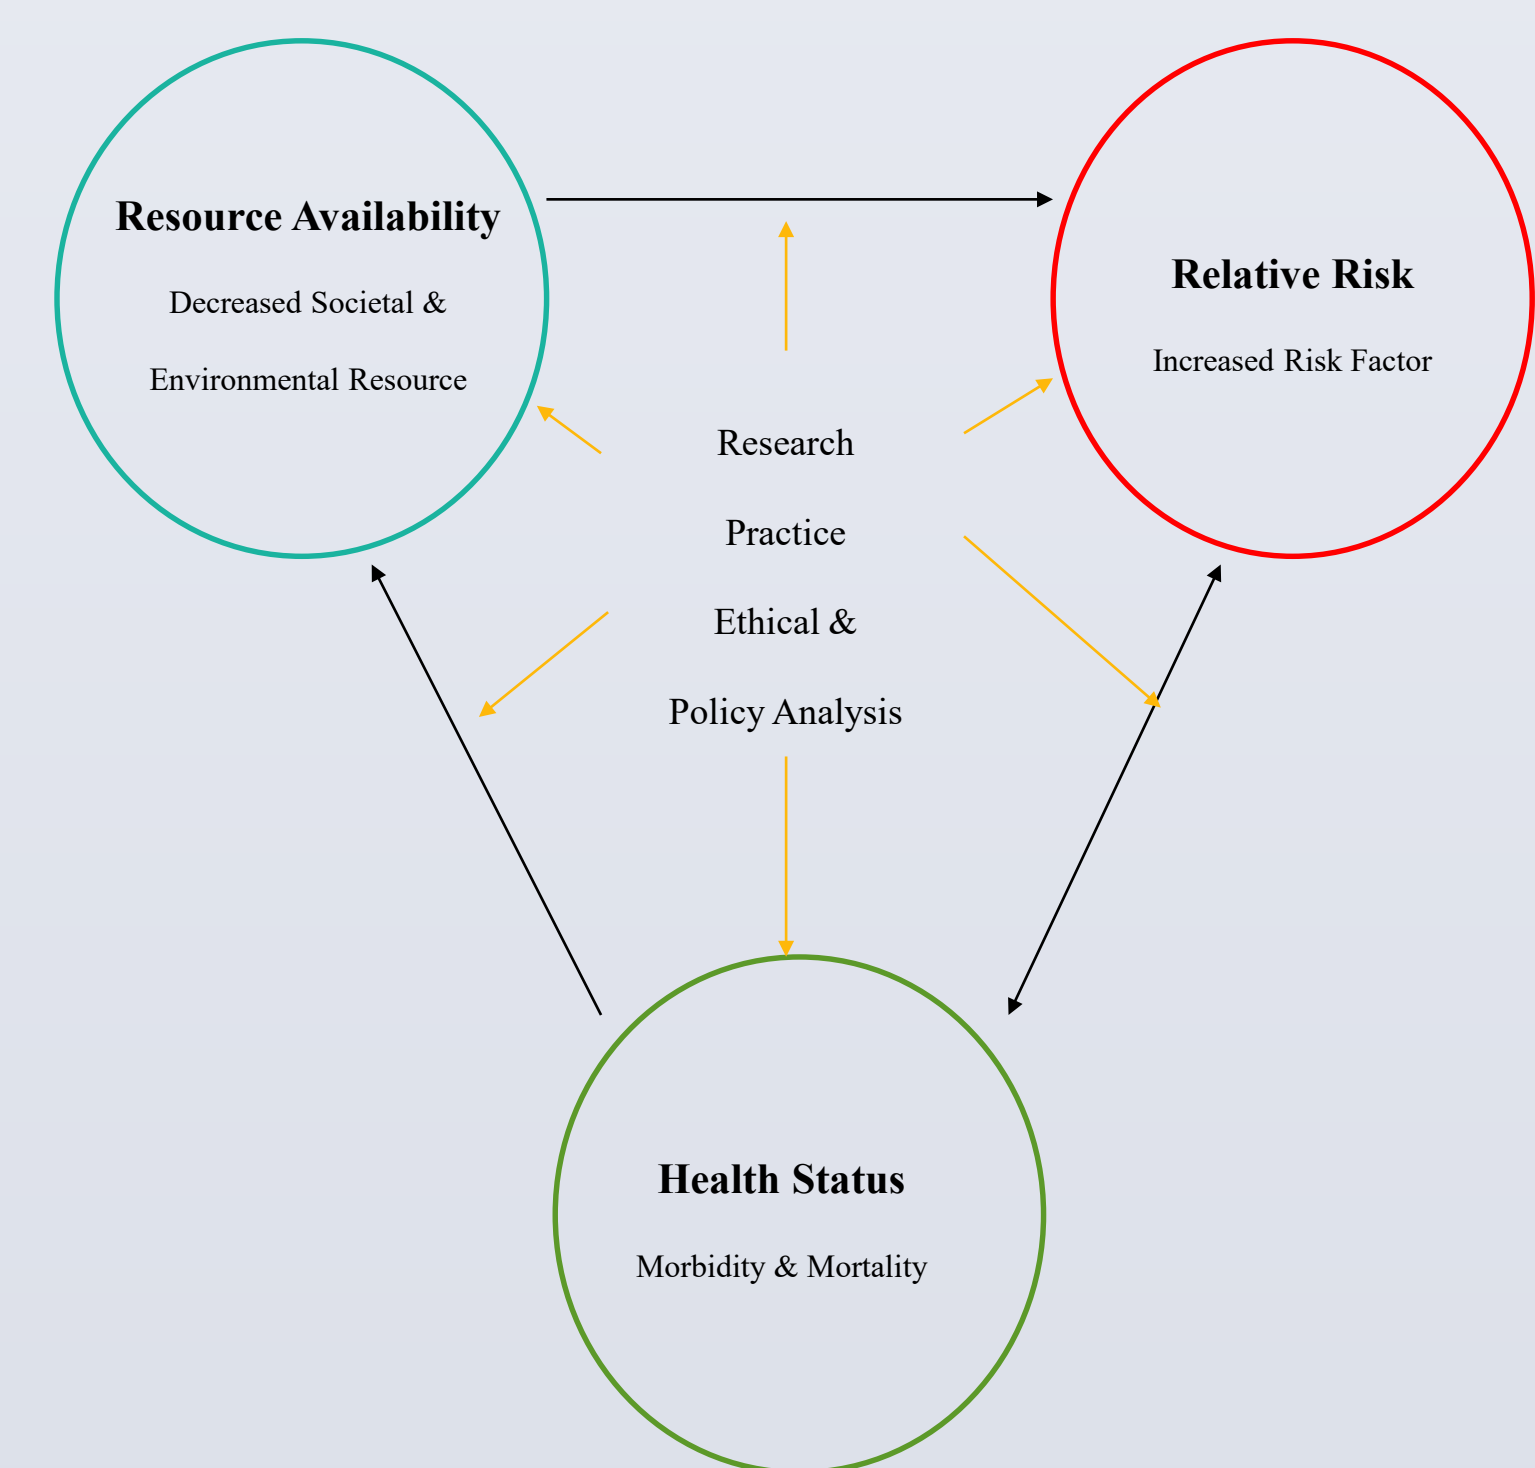 Resource Availability
Decreased Societal &
Environmental Resource
Relative Risk
Increased Risk Factor
Research
Practice
Ethical &
Policy Analysis
Health Status
Morbidity & Mortality